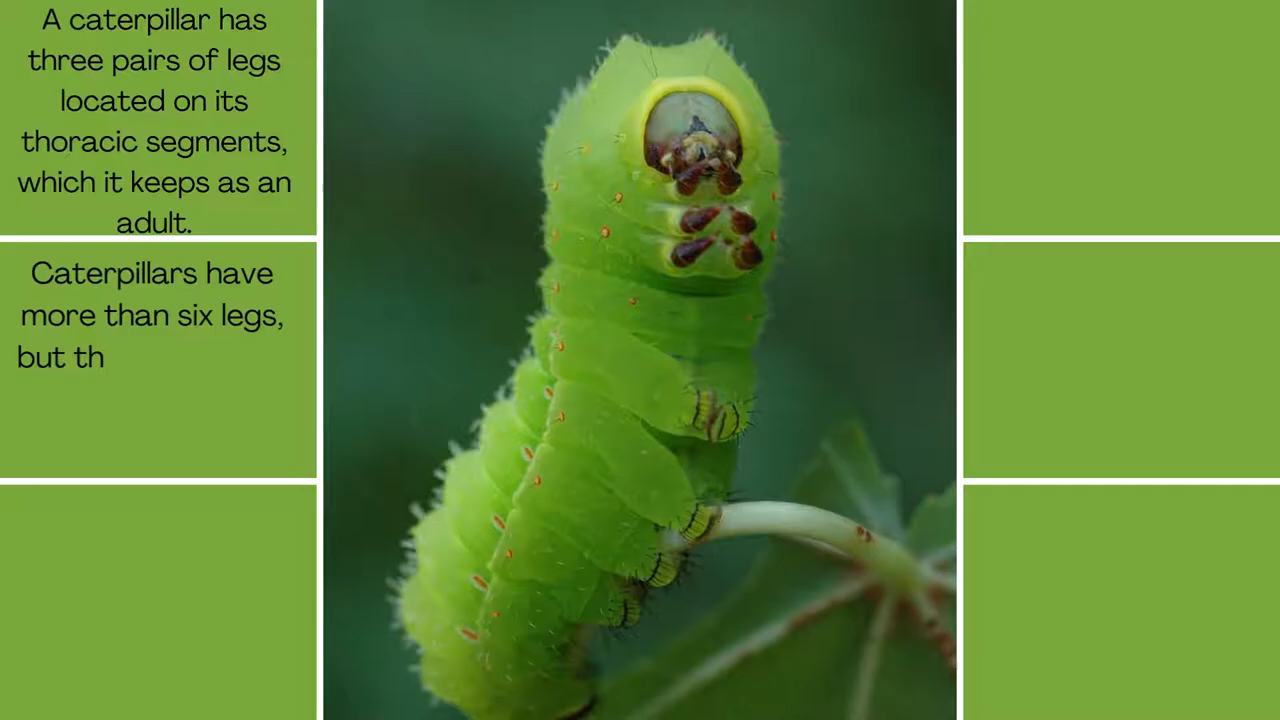 A caterpillar has
three pairs of legs
located on its
thoracic segments,
which it keeps as an
adult.
Caterpillars have
more than six legs,
but th